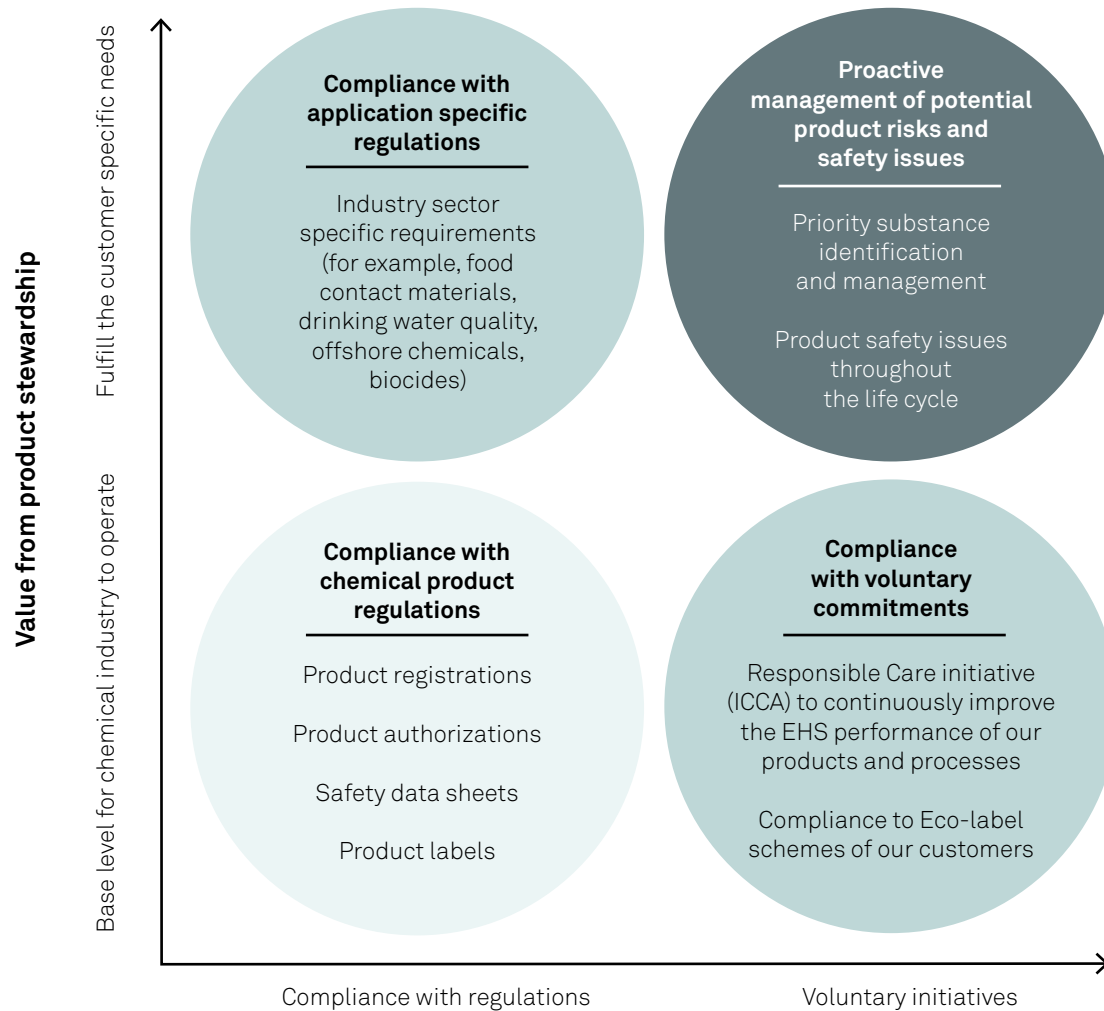 Value from product stewardship
Fulfill the customer specific needs
Base level for chemical industry to operate
Compliance with
application specific
regulations
Industry sector
specific requirements
(for example, food
contact materials,
drinking water quality,
offshore chemicals,
biocides)
Proactive
management of potential
product risks and
safety issues
Priority substance
identification
and management
Product safety issues
throughout
the life cycle
Compliance with
chemical product
regulations
Product registrations
Product authorizations
Safety data sheets
Product labels
Compliance
with voluntary
commitments
Responsible Care initiative
(ICCA) to continuously improve
the EHS performance of our
products and processes
Compliance to Eco-label
schemes of our customers
Compliance with regulations
Voluntary initiatives